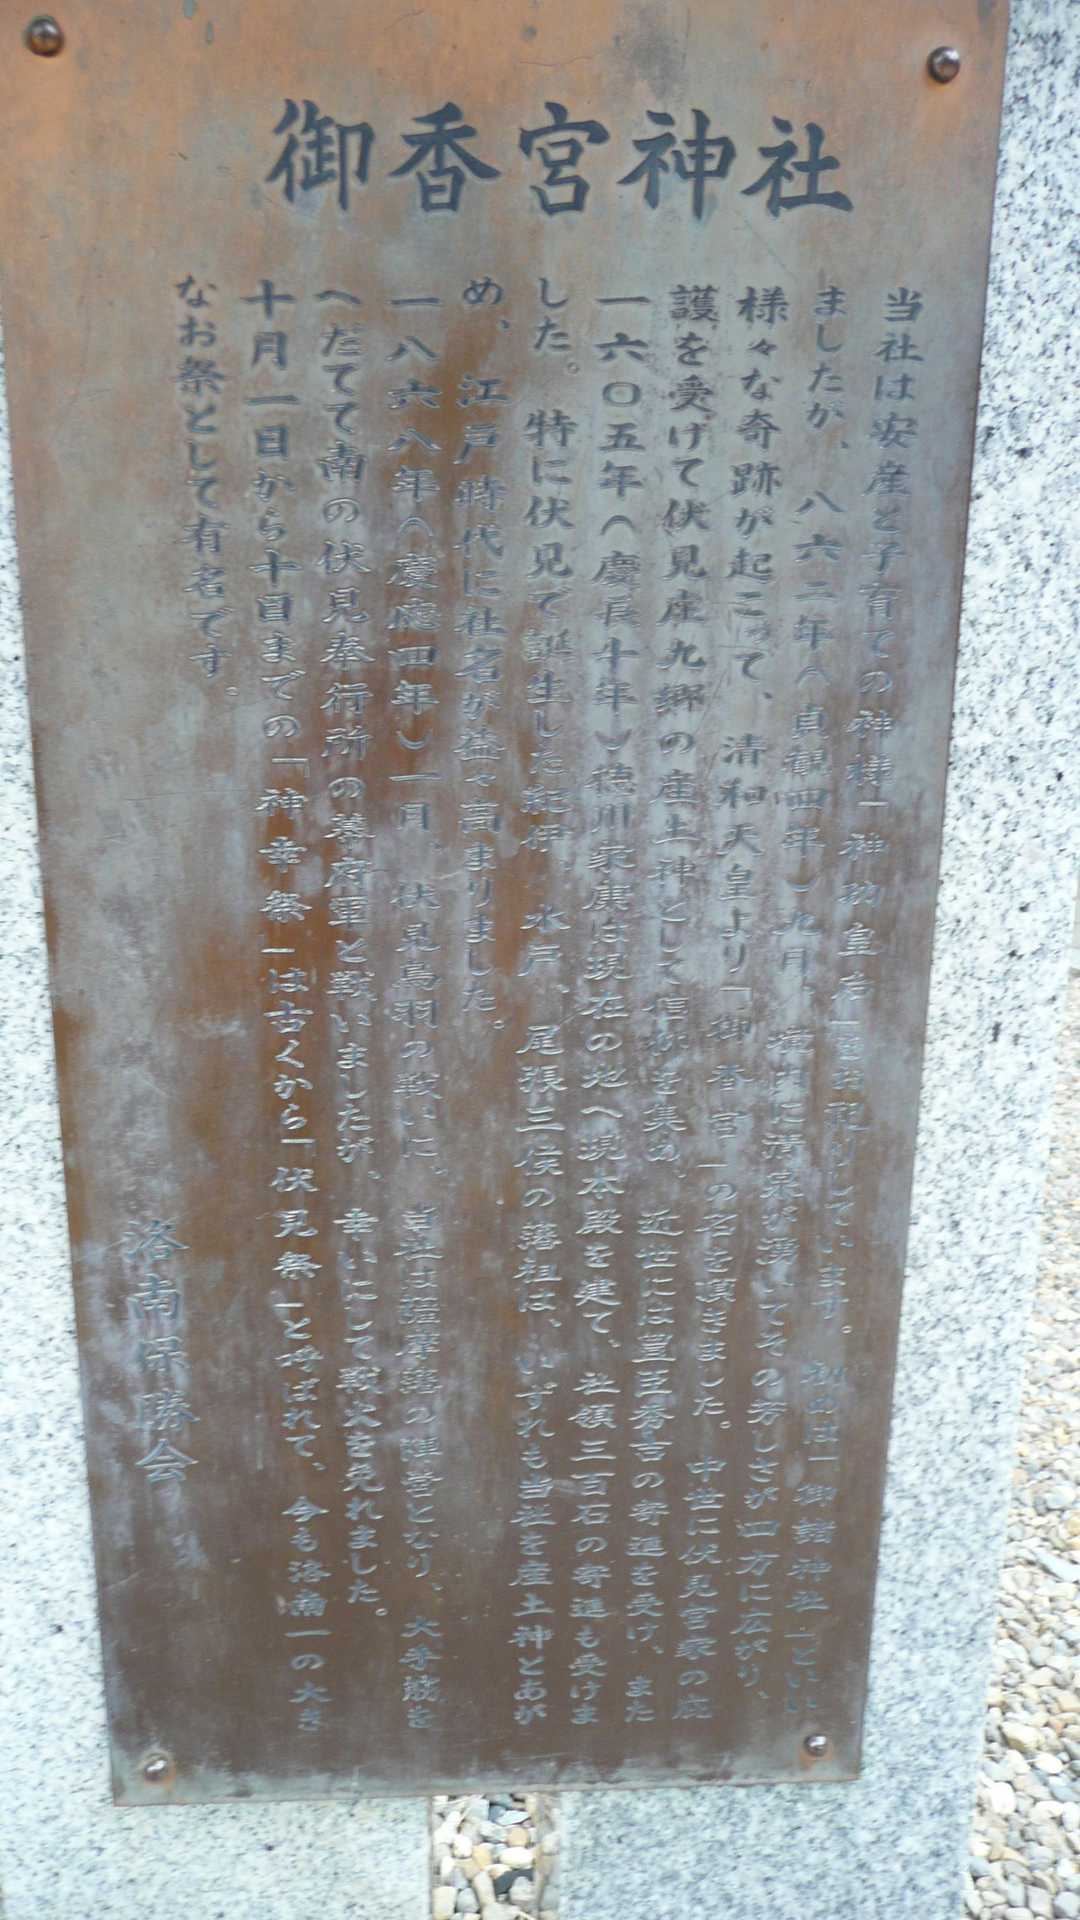 御香宮神社
当社は安産と子育ての神様「神功皇后」をお祀りしています。初めは「御諸神社」といい
ましたが、八六二年(貞観四年)九月、境内に清泉が湧いてその芳しさが四方に広がり、
様々な奇跡が起こって、清和天皇より「御香宮」の名を頂きました。中世に伏見宮家の庇
護を受けて伏見庄九郷の産土神として信仰を集め、近世には豊臣秀吉の寄進を受け、また
一六〇五年(慶長十年)徳川家康は現在の地へ現本殿を建て、社領三百石の寄進も受けま
した。特に伏見で誕生した紀伊、水戸、尾張三侯の藩祖は、いずれも当社を産土神とあが
め、江戸時代に社名が益々高まりました。
一八六八年(慶應四年)一月、伏見鳥羽の戦いに。当社は薩摩藩の陣営となり、大手筋を
へだてて南の伏見奉行所の幕府軍と戦いましたが、幸いにして戦火を免れました。
十月一日から十日までの「神幸祭」は古くから「伏見祭」と呼ばれて、今も洛南一の大き
なお祭として有名です。
洛南保勝会